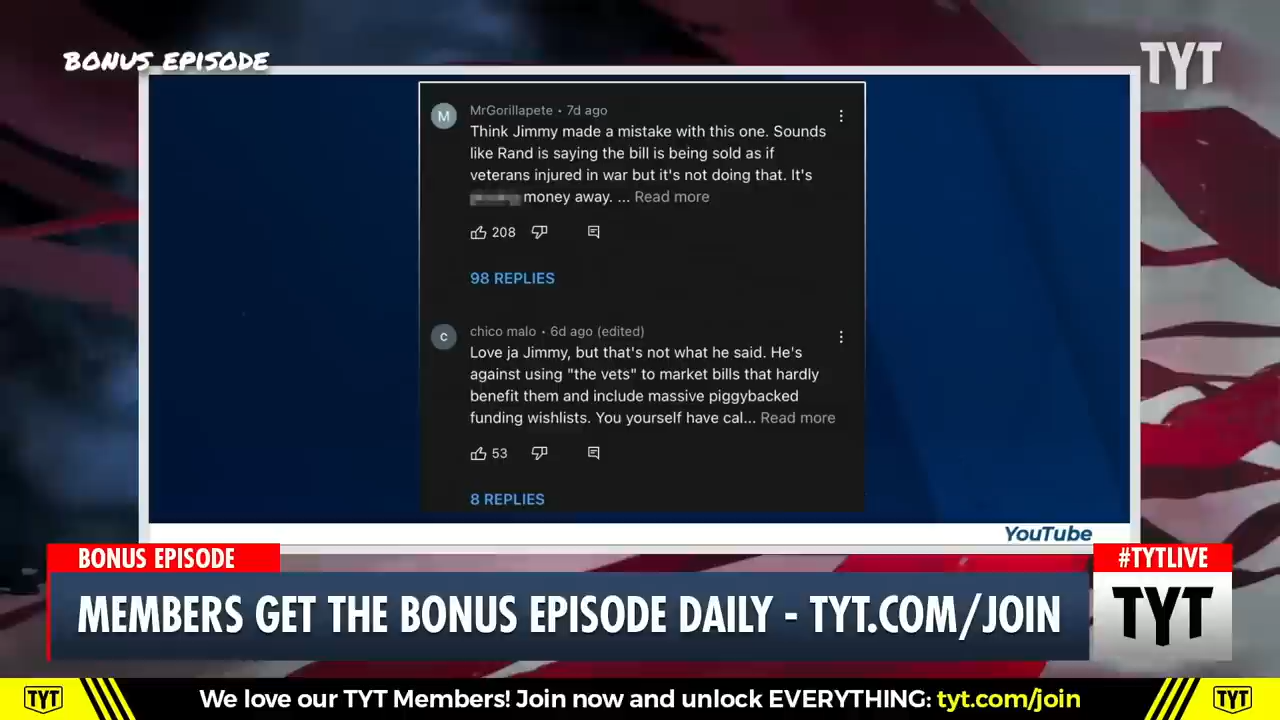 BONUS EPISODE
TYT
M
MrGorillapete • 7d ago
Think Jimmy made a mistake with this one. Sounds
like Rand is saying the bill is being sold as if
veterans injured in war but it's not doing that. It's
money away. ... Read more
208
98 REPLIES
c
chico malo • 6d ago (edited)
Love ja Jimmy, but that's not what he said. He's
against using "the vets" to market bills that hardly
benefit them and include massive piggybacked
funding wishlists. You yourself have cal... Read more
53
8 REPLIES
YouTube
BONUS EPISODE
#TYTLIVE
MEMBERS GET THE BONUS EPISODE DAILY - TYT.COM/JOIN
TYT
TYT
We love our TYT Members! Join now and unlock EVERYTHING: tyt.com/join
TYT